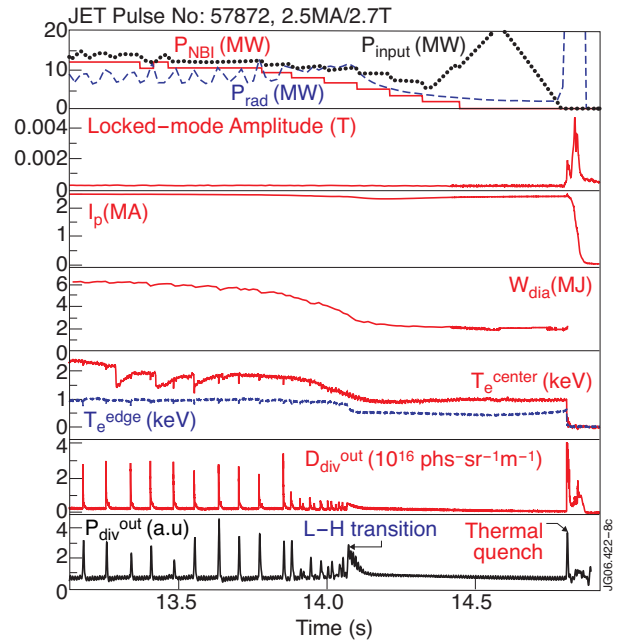 JET Pulse No: 57872, 2.5MA/2.7T
20
P_NBI (MW)
P_input (MW)
10
P_rad (MW)
0
0.004
Locked–mode Amplitude (T)
0.002
0
2
I_p(MA)
0
6
W_dia(MJ)
4
2
0
2
T_e^center (keV)
1
T_e^edge (keV)
0
4
D_div^out (10^16 phs–sr^–1m^–1)
2
0
P_div^out (a.u)
4
L–H transition
Thermal
quench
2
0
13.5
14.0
14.5
Time (s)
JG06.422–8c